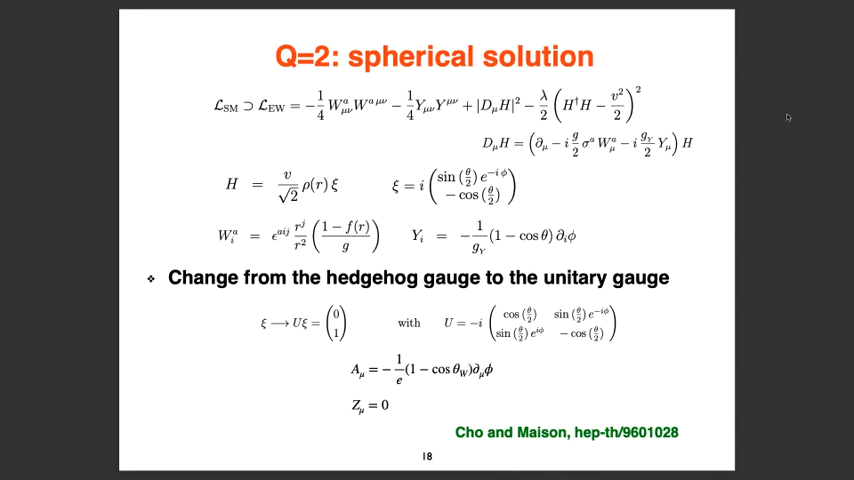 Q=2: spherical solution
ℒ_SM ⊃ ℒ_EW = −1/4 W^a_μν W^{a μν} − 1/4 Y_μν Y^μν + |D_μ H|² − λ/2 (H†H − v²/2)²
D_μ H = (∂_μ − i g/2 σ^a W^a_μ − i g_Y/2 Y_μ) H
H = v/√2 ρ(r) ξ    ξ = i ( sin(θ/2) e^{−iφ} ; − cos(θ/2) )
W^a_i = ϵ^{aij} r^j/r² ( (1 − f(r))/g )    Y_i = −1/g_Y (1 − cos θ) ∂_i φ
❖ Change from the hedgehog gauge to the unitary gauge
ξ ⟶ Uξ = ( 0 ; 1 )    with    U = −i ( cos(θ/2)  sin(θ/2) e^{−iφ} ; sin(θ/2) e^{iφ}  − cos(θ/2) )
A_μ = −1/e (1 − cos θ_W) ∂_μ φ
Z_μ = 0
Cho and Maison, hep-th/9601028
18